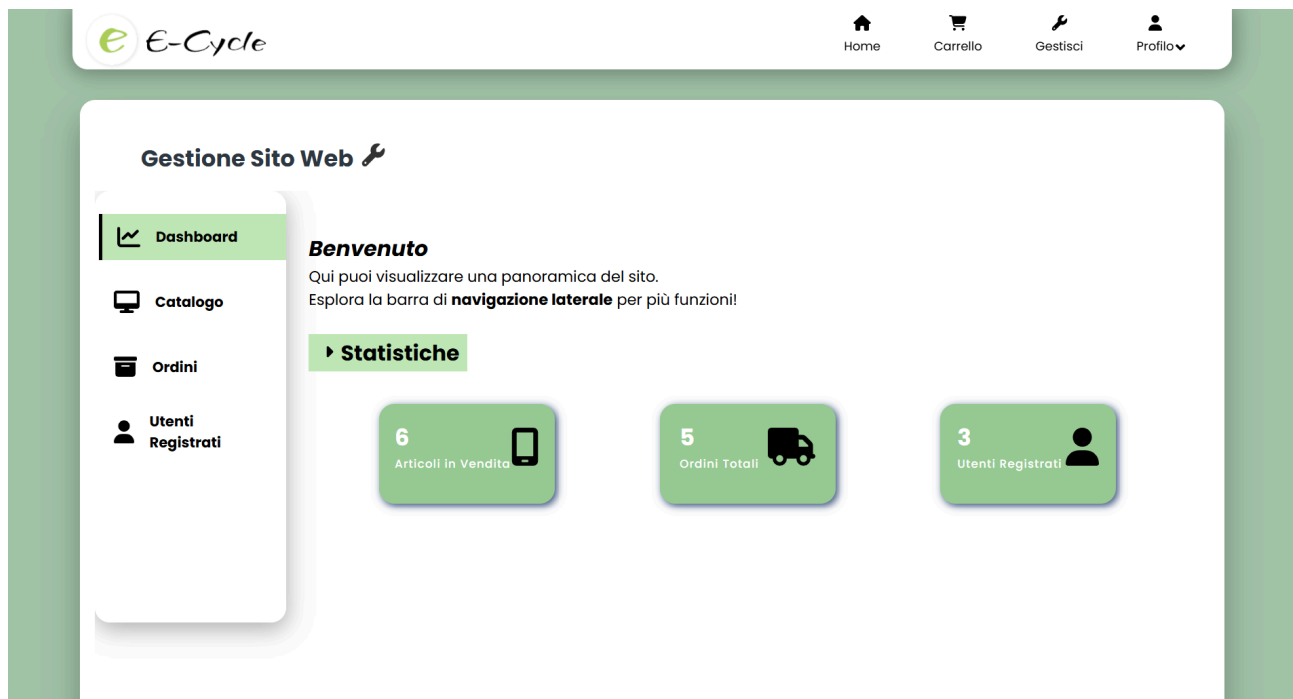 e E-Cycle
Home
Carrello
Gestisci
Profilo
Gestione Sito Web
Dashboard
Catalogo
Ordini
Utenti
Registrati
Benvenuto
Qui puoi visualizzare una panoramica del sito.
Esplora la barra di navigazione laterale per più funzioni!
Statistiche
6
Articoli in Vendita
5
Ordini Totali
3
Utenti Registrati